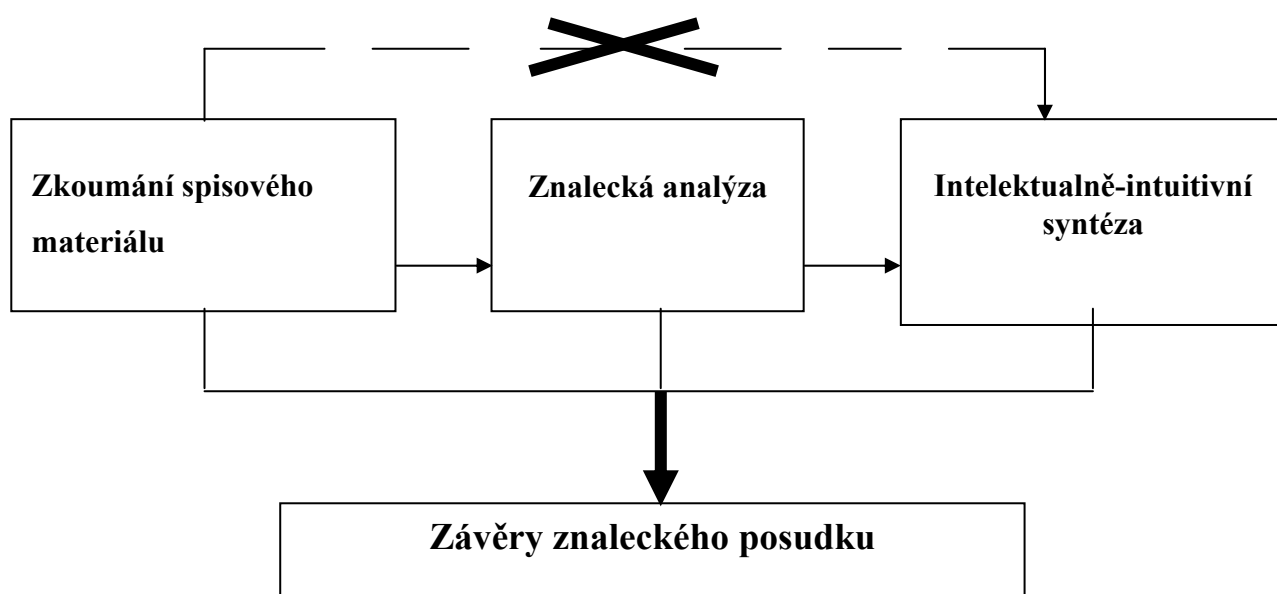 Zkoumání spisového
materiálu
Znalecká analýza
Intelektualně-intuitivní
syntéza
Závěry znaleckého posudku